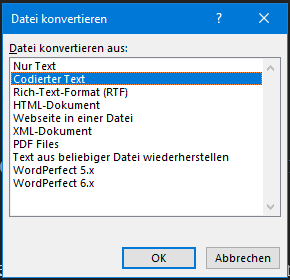 Datei konvertieren
?
Datei konvertieren aus:
Nur Text
Codierter Text
Rich-Text-Format (RTF)
HTML-Dokument
Webseite in einer Datei
XML-Dokument
PDF Files
Text aus beliebiger Datei wiederherstellen
WordPerfect 5.x
WordPerfect 6.x
OK
Abbrechen